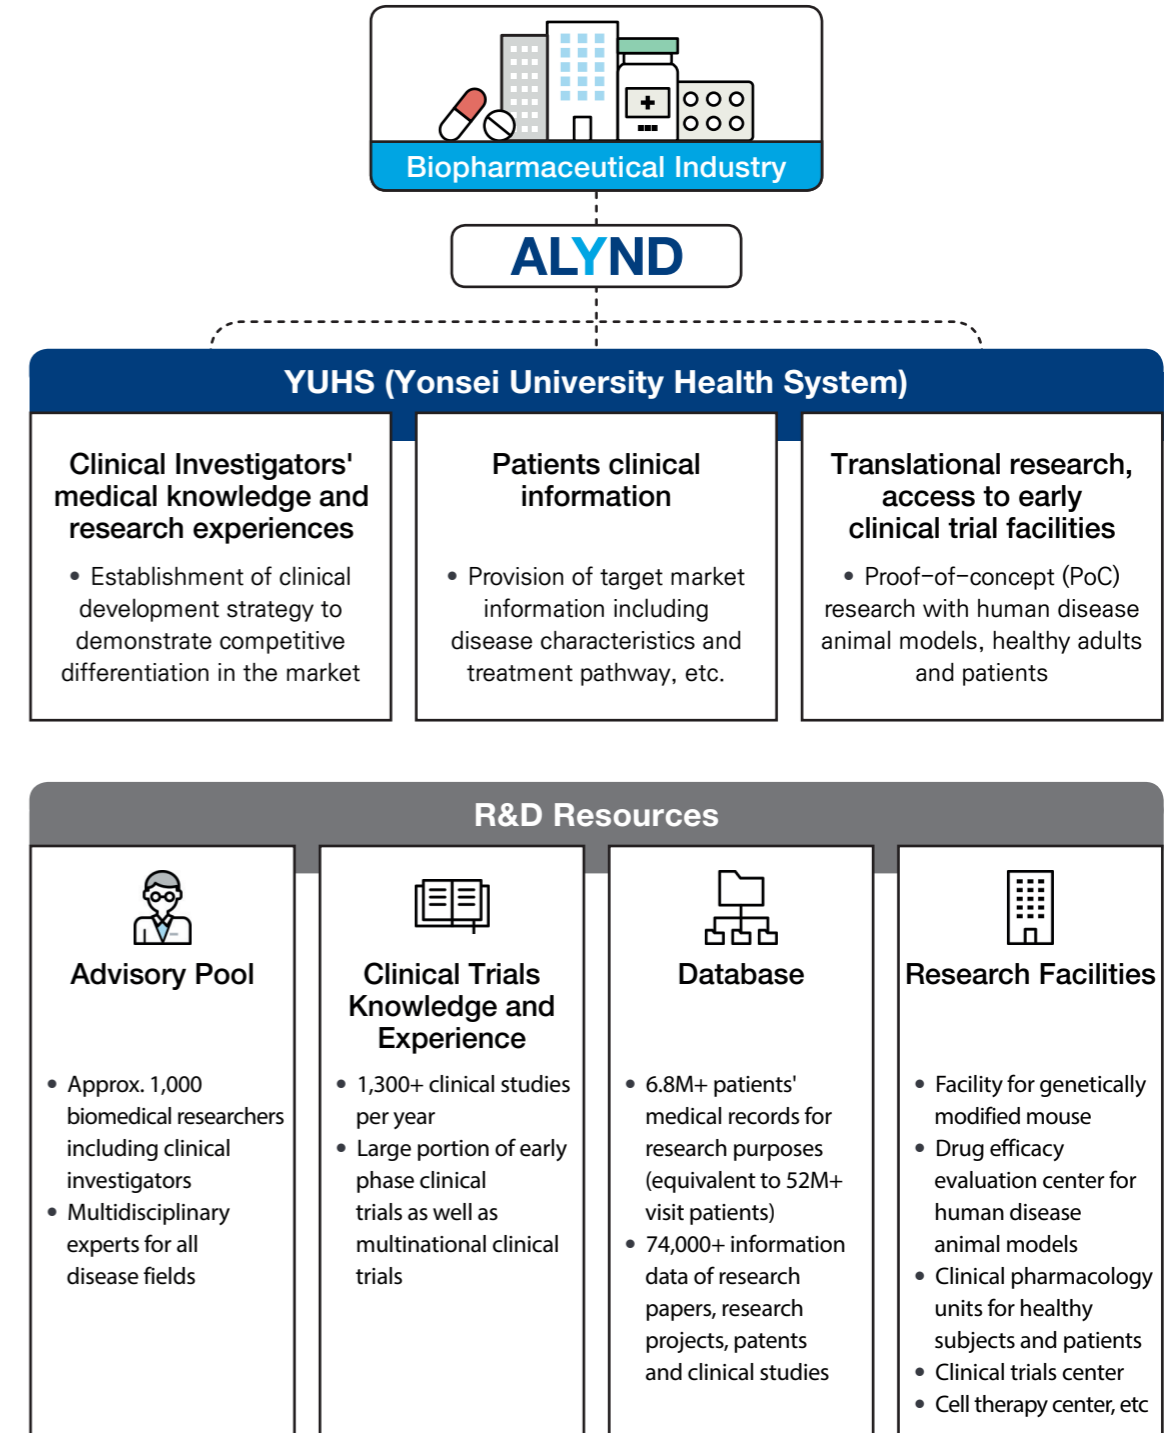 Biopharmaceutical Industry
ALYND
YUHS (Yonsei University Health System)
Clinical Investigators'
medical knowledge and
research experiences
• Establishment of clinical
development strategy to
demonstrate competitive
differentiation in the market
Patients clinical
information
• Provision of target market
information including
disease characteristics and
treatment pathway, etc.
Translational research,
access to early
clinical trial facilities
• Proof-of-concept (PoC)
research with human disease
animal models, healthy adults
and patients
R&D Resources
Advisory Pool
• Approx. 1,000
biomedical researchers
including clinical
investigators
• Multidisciplinary
experts for all
disease fields
Clinical Trials
Knowledge and
Experience
• 1,300+ clinical studies
per year
• Large portion of early
phase clinical
trials as well as
multinational clinical
trials
Database
• 6.8M+ patients'
medical records for
research purposes
(equivalent to 52M+
visit patients)
• 74,000+ information
data of research
papers, research
projects, patents
and clinical studies
Research Facilities
• Facility for genetically
modified mouse
• Drug efficacy
evaluation center for
human disease
animal models
• Clinical pharmacology
units for healthy
subjects and patients
• Clinical trials center
• Cell therapy center, etc